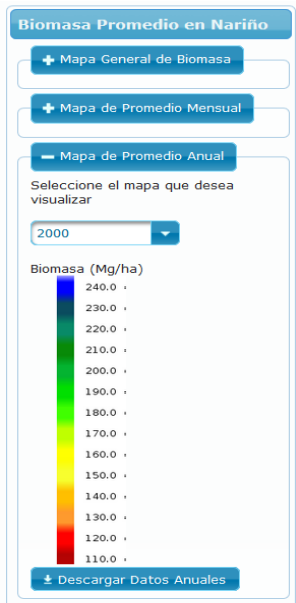 Biomasa Promedio en Nariño
Mapa General de Biomasa
Mapa de Promedio Mensual
Mapa de Promedio Anual
Seleccione el mapa que desea
visualizar
2000
Biomasa (Mg/ha)
240.0
230.0
220.0
210.0
200.0
190.0
180.0
170.0
160.0
150.0
140.0
130.0
120.0
110.0
Descargar Datos Anuales